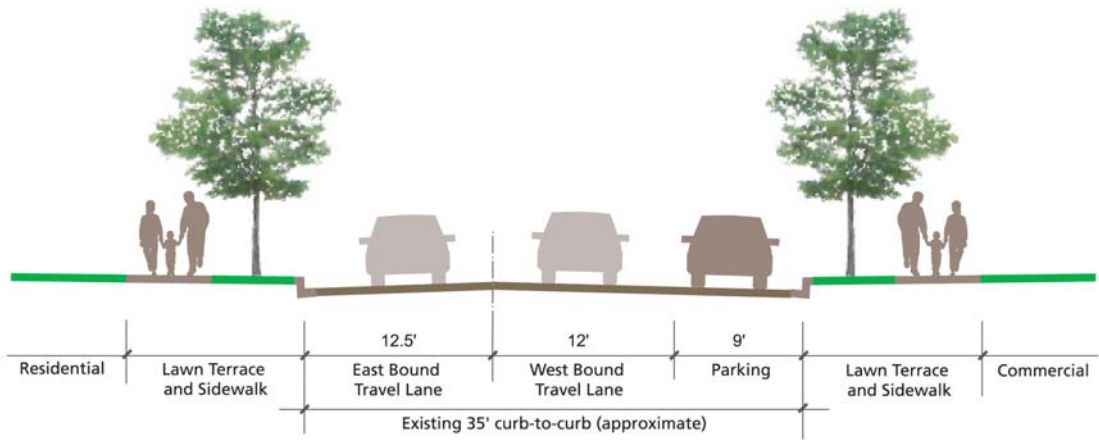 12.5'
12'
9'
Residential
Lawn Terrace
and Sidewalk
East Bound
Travel Lane
West Bound
Travel Lane
Parking
Lawn Terrace
and Sidewalk
Commercial
Existing 35' curb-to-curb (approximate)